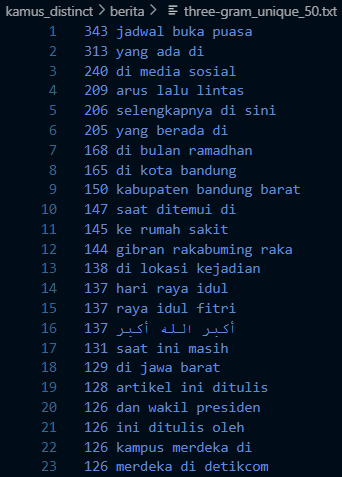 kamus_distinct > berita > three-gram_unique_50.txt
1 343 jadwal buka puasa
2 313 yang ada di
3 240 di media sosial
4 209 arus lalu lintas
5 206 selengkapnya di sini
6 205 yang berada di
7 168 di bulan ramadhan
8 165 di kota bandung
9 150 kabupaten bandung barat
10 147 saat ditemui di
11 145 ke rumah sakit
12 144 gibran rakabuming raka
13 138 di lokasi kejadian
14 137 hari raya idul
15 137 raya idul fitri
16 137 أكبر الله أكبر
17 131 saat ini masih
18 129 di jawa barat
19 128 artikel ini ditulis
20 126 dan wakil presiden
21 126 ini ditulis oleh
22 126 kampus merdeka di
23 126 merdeka di detikcom